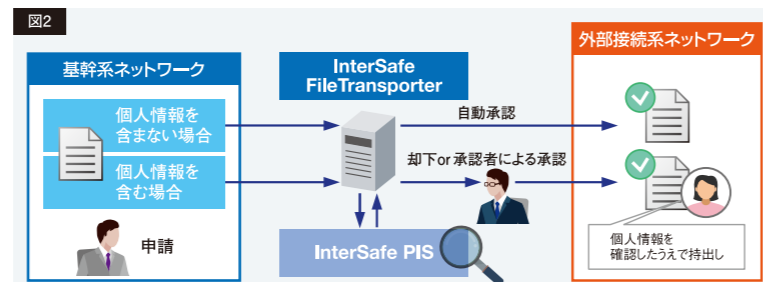 図2
基幹系ネットワーク
個人情報を
含まない場合
個人情報を
含む場合
申請
InterSafe
FileTransporter
自動承認
却下or承認者による承認
InterSafe PIS
外部接続系ネットワーク
個人情報を
確認したうえで持出し